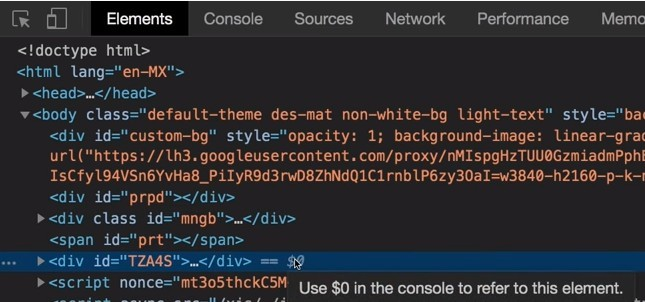 Elements Console Sources Network Performance Memo
<!doctype html>
<html lang="en-MX">
▶<head>…</head>
▼<body class="default-theme des-mat non-white-bg light-text" style="bac
<div id="custom-bg" style="opacity: 1; background-image: linear-grad
url("https://lh3.googleusercontent.com/proxy/nMIspgHzTUU0GzmiadmPphE
IsCfyl94VSn6YvHa8_PiIyR9d3rwD8ZhNdQ1C1rnblP6zy3OaI=w3840-h2160-p-k-n
<div id="prpd"></div>
▶<div class id="mngb">…</div>
<span id="prt"></span>
… ▶<div id="TZA4S">…</div> == $0
▶<script nonce="mt3o5thckC5M
Use $0 in the console to refer to this element.